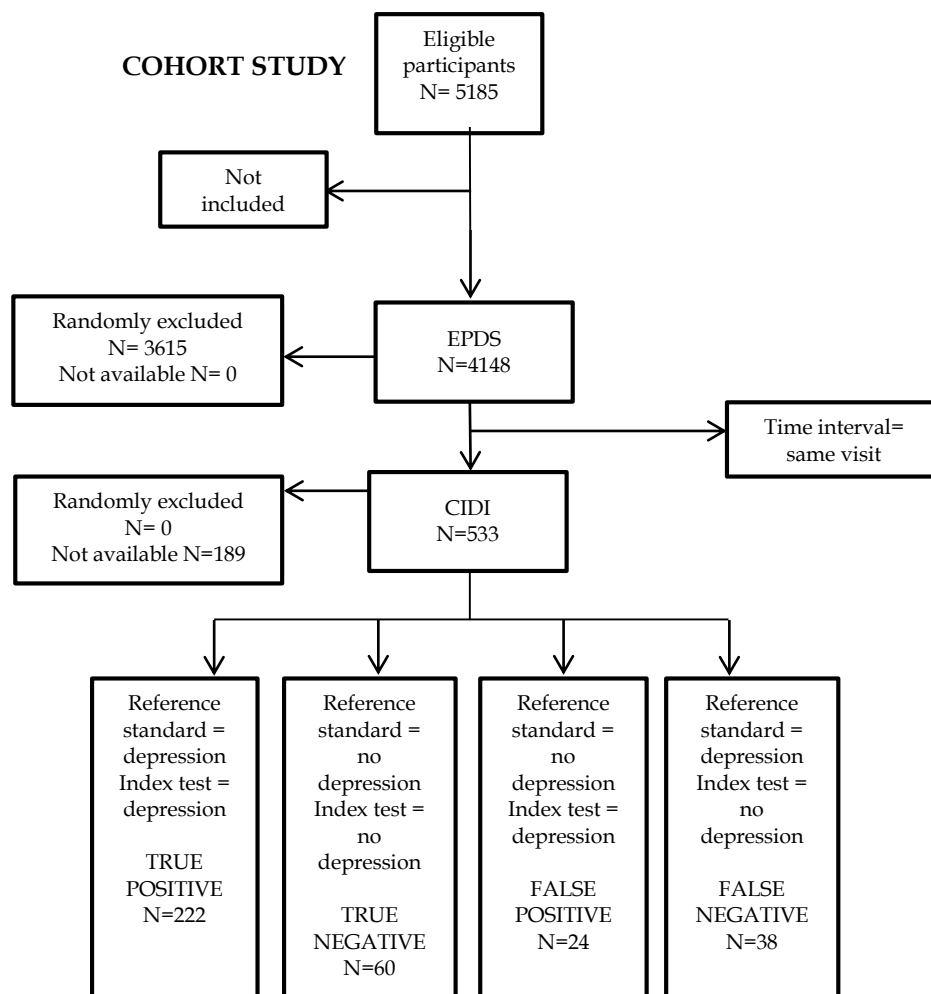 COHORT STUDY
Eligible
participants
N= 5185
Not
included
Randomly excluded
N= 3615
Not available N= 0
EPDS
N=4148
Time interval=
same visit
Randomly excluded
N= 0
Not available N=189
CIDI
N=533
Reference
standard =
depression
Index test =
depression
TRUE
POSITIVE
N=222
Reference
standard =
no
depression
Index test =
no
depression
TRUE
NEGATIVE
N=60
Reference
standard =
no
depression
Index test =
depression
FALSE
POSITIVE
N=24
Reference
standard =
depression
Index test =
no
depression
FALSE
NEGATIVE
N=38